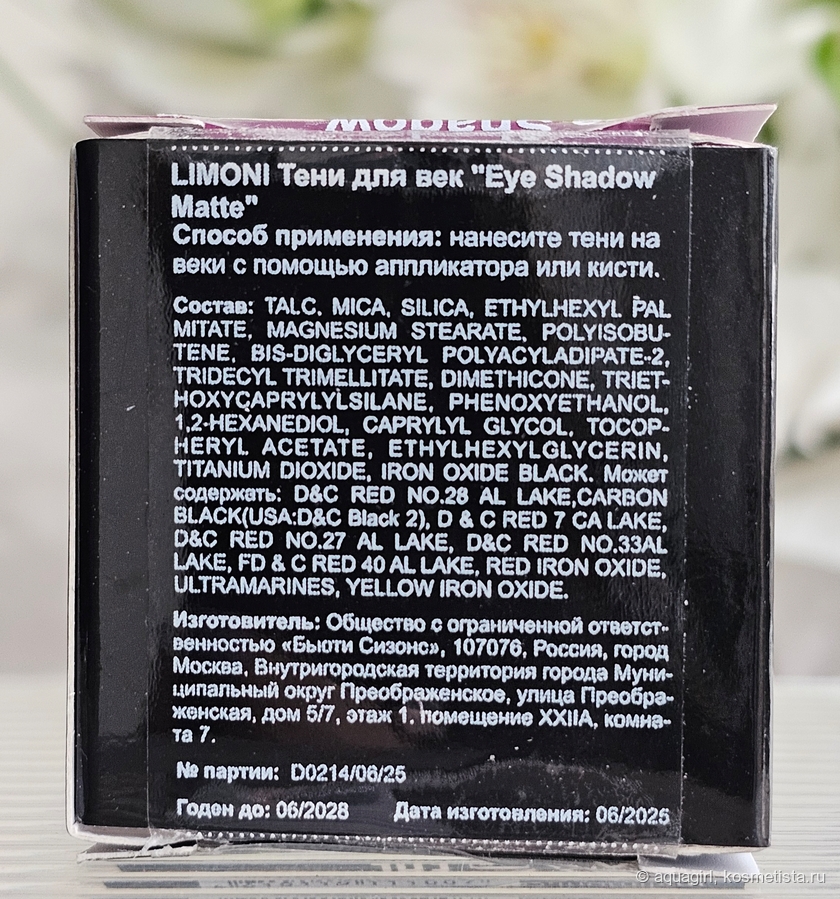 Shadow
LIMONI Тени для век "Eye Shadow
Matte"
Способ применения: нанесите тени на
веки с помощью аппликатора или кисти.
Состав: TALC. MICA, SILICA, ETHYLHEXYL PAL
MITATE, MAGNESIUM STEARATE, POLYISOBU-
TENE, BIS-DIGLYCERYL POLYACYLADIPATE-2,
TRIDECYL TRIMELLITATE, DIMETHICONE, TRIET-
HOXYCAPRYLYLSILANE, PHENOXYETHANOL,
1,2-HEXANEDIOL, CAPRYLYL GLYCOL, TOCOP-
HERYL ACETATE, ETHYLHEXYLGLYCERIN,
TITANIUM DIOXIDE, IRON OXIDE BLACK. Может
содержать: D&C RED NO.28 AL LAKE,CARBON
BLACK(USA:D&C Black 2), D & C RED 7 CA LAKE,
D&C RED NO.27 AL LAKE, D&C RED NO.33AL
LAKE, FD & C RED 40 AL LAKE, RED IRON OXIDE,
ULTRAMARINES, YELLOW IRON OXIDE.
Изготовитель: Общество с ограниченной ответст-
венностью «Бьюти Сизонс», 107076, Россия, город
Москва, Внутригородская территория города Муни-
ципальный округ Преображенское, улица Преобра-
женская, дом 5/7, этаж 1, помещение XXIIA, комна-
та 7.
№ партии: D0214/06/25
Годен до: 06/2028 Дата изготовления: 06/2025
© aquagirl, kosmetista.ru